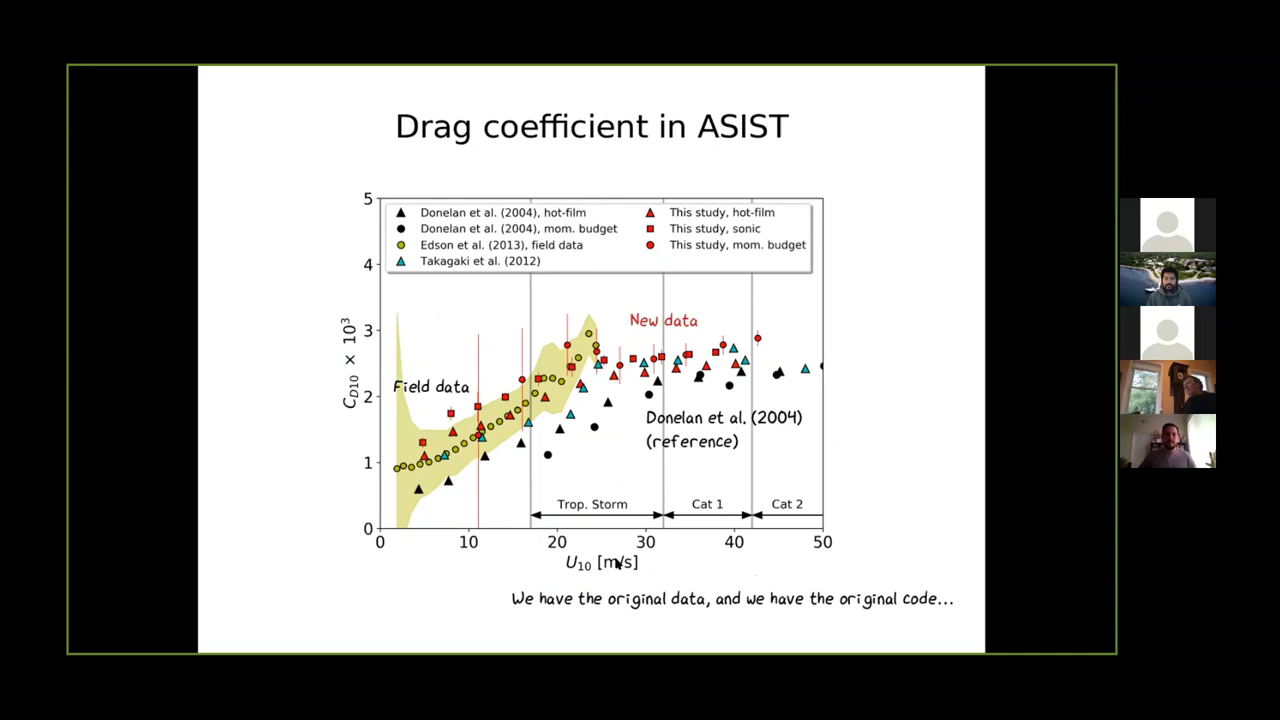 Drag coefficient in ASIST
5
4
3
2
1
0
C_D10 × 10³
Donelan et al. (2004), hot-film
Donelan et al. (2004), mom. budget
Edson et al. (2013), field data
Takagaki et al. (2012)
This study, hot-film
This study, sonic
This study, mom. budget
New data
Field data
Donelan et al. (2004)
(reference)
Trop. Storm
Cat 1
Cat 2
0 10 20 30 40 50
U₁₀ [m/s]
We have the original data, and we have the original code...